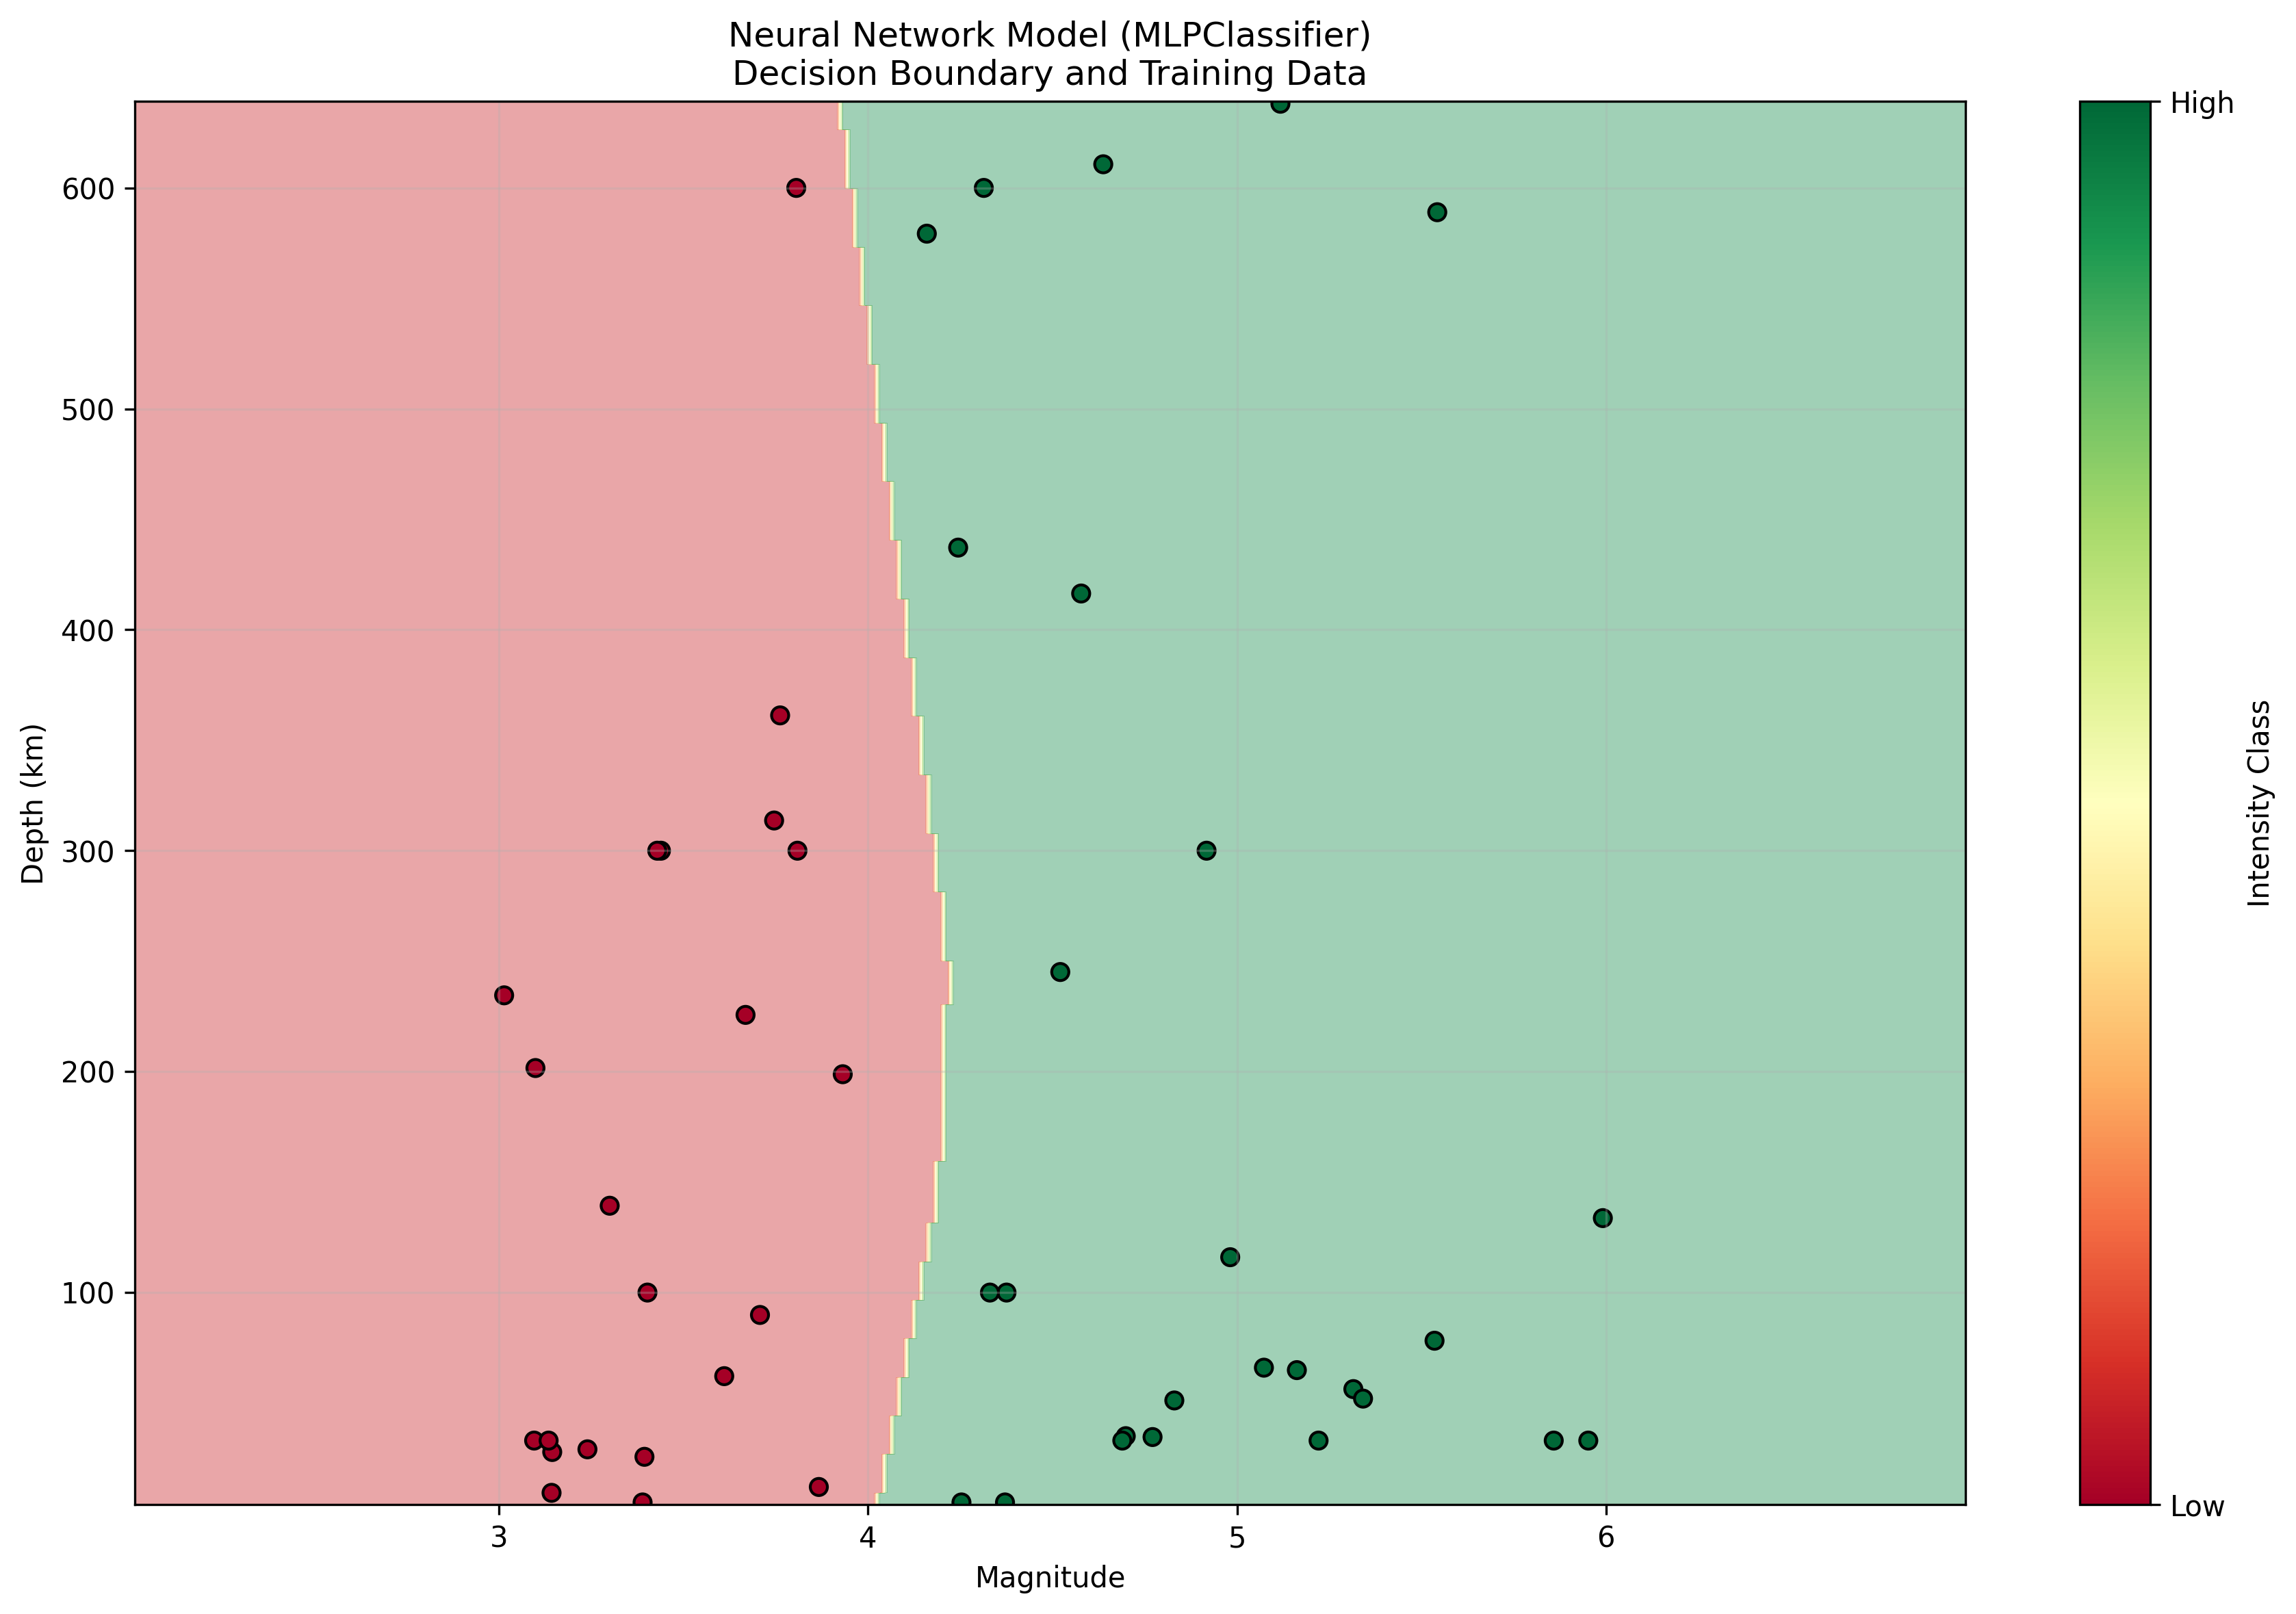 Neural Network Model (MLPClassifier)
Decision Boundary and Training Data
High
600
500
400
300
200
100
Depth (km)
Intensity Class
Low
3
4
5
6
Magnitude